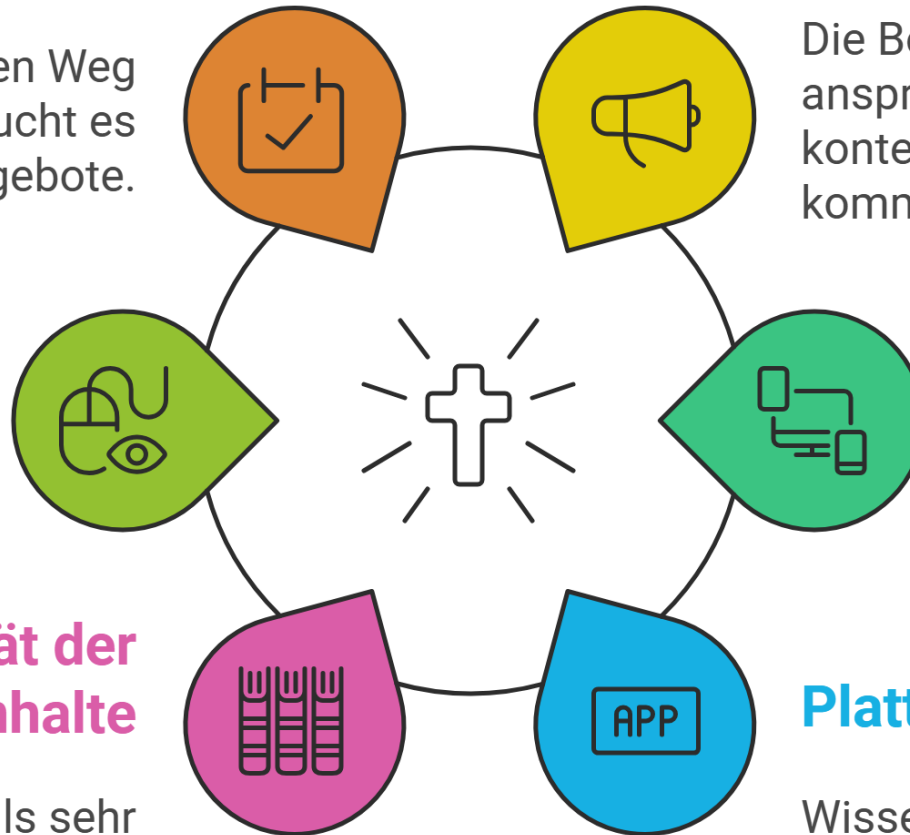 en Weg
ucht es
gebote.
Die Be
anspr
konte
komm
ät der
nhalte
ls sehr
APP
Platt
Wisse